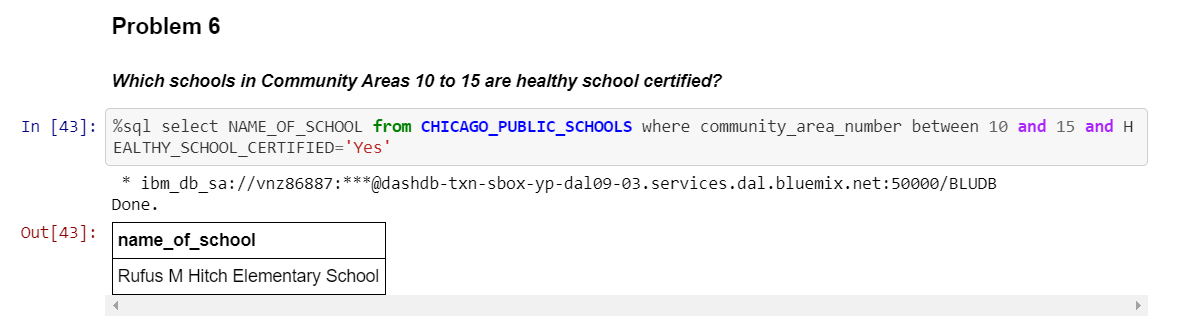 Problem 6
Which schools in Community Areas 10 to 15 are healthy school certified?
In [43]: %sql select NAME_OF_SCHOOL from CHICAGO_PUBLIC_SCHOOLS where community_area_number between 10 and 15 and H
EALTHY_SCHOOL_CERTIFIED='Yes'
* ibm_db_sa://vnz86887:***@dashdb-txn-sbox-yp-dal09-03.services.dal.bluemix.net:50000/BLUDB
Done.
Out[43]: name_of_school
Rufus M Hitch Elementary School